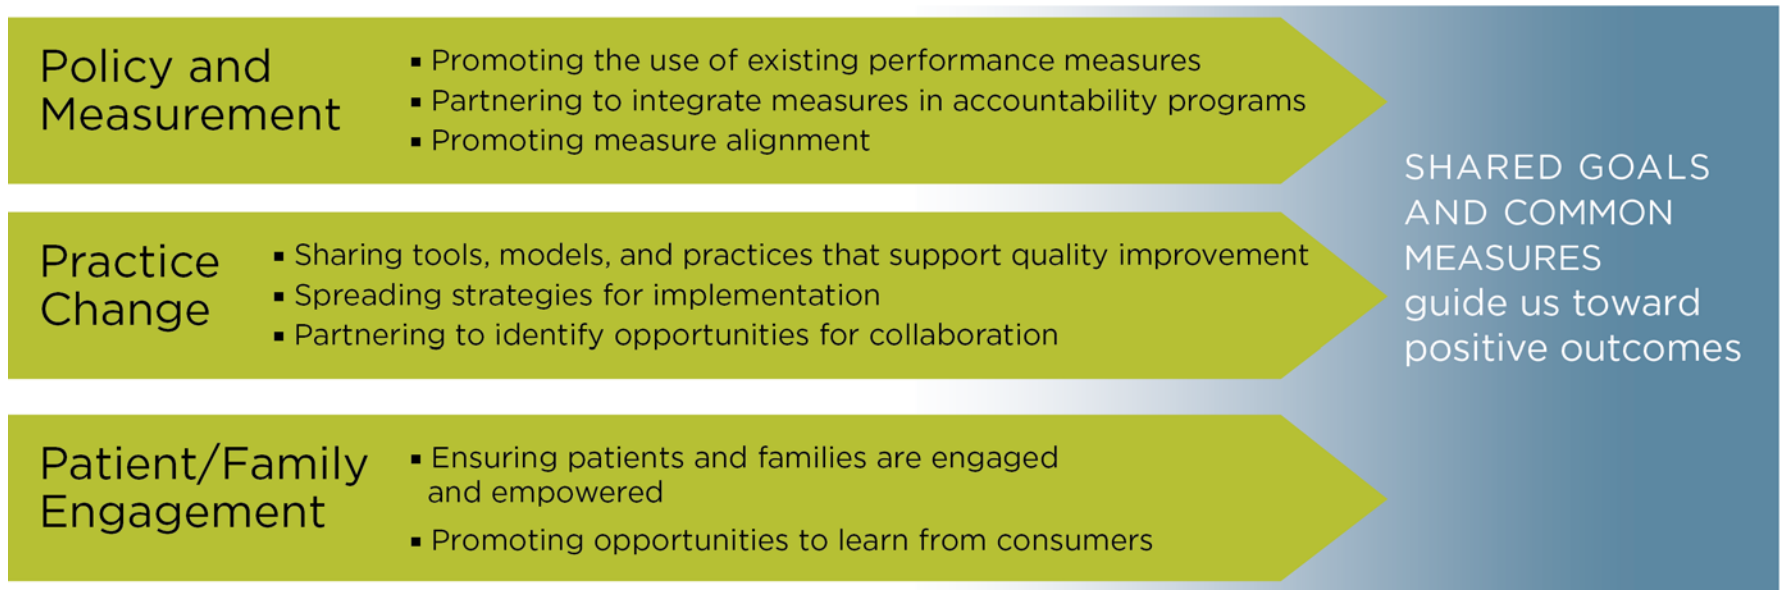 Policy and
Measurement
▪ Promoting the use of existing performance measures
▪ Partnering to integrate measures in accountability programs
▪ Promoting measure alignment
Practice
Change
▪ Sharing tools, models, and practices that support quality improvement
▪ Spreading strategies for implementation
▪ Partnering to identify opportunities for collaboration
Patient/Family
Engagement
▪ Ensuring patients and families are engaged
and empowered
▪ Promoting opportunities to learn from consumers
SHARED GOALS
AND COMMON
MEASURES
guide us toward
positive outcomes